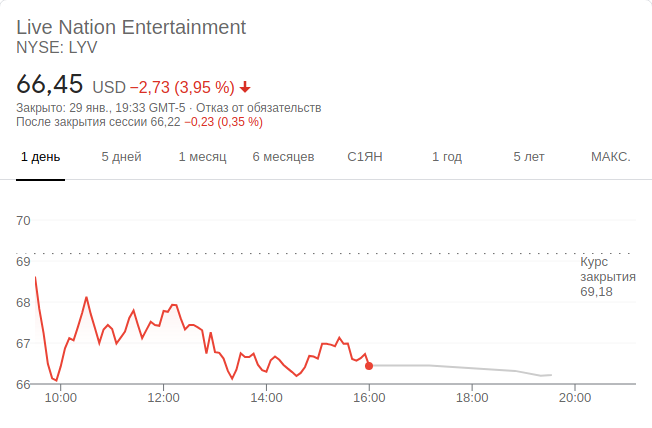 Live Nation Entertainment
NYSE: LYV
66,45 USD −2,73 (3,95 %)
Закрыто: 29 янв., 19:33 GMT-5 · Отказ от обязательств
После закрытия сессии 66,22 −0,23 (0,35 %)
1 день 5 дней 1 месяц 6 месяцев С1ЯН 1 год 5 лет МАКС.
70
69
Курс
закрытия
69,18
68
67
66
10:00 12:00 14:00 16:00 18:00 20:00